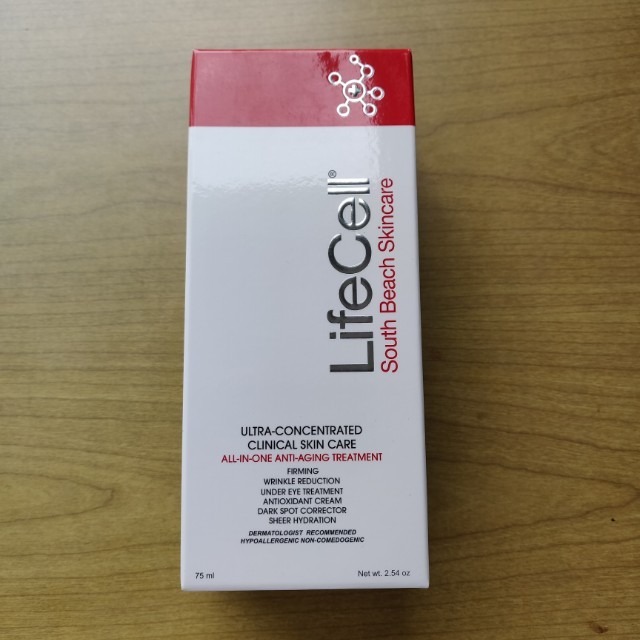 LifeCell®
South Beach Skincare
ULTRA-CONCENTRATED
CLINICAL SKIN CARE
ALL-IN-ONE ANTI-AGING TREATMENT
FIRMING
WRINKLE REDUCTION
UNDER EYE TREATMENT
ANTIOXIDANT CREAM
DARK SPOT CORRECTOR
SHEER HYDRATION
DERMATOLOGIST RECOMMENDED
HYPOALLERGENIC NON-COMEDOGENIC
75 ml Net wt. 2.54 oz